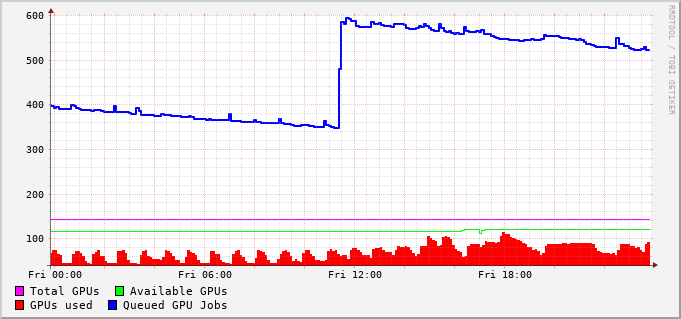 600
RRDTOOL / TOBI OETIKER
500
400
300
200
100
Fri 00:00 Fri 06:00 Fri 12:00 Fri 18:00
Total GPUs Available GPUs
GPUs used Queued GPU Jobs